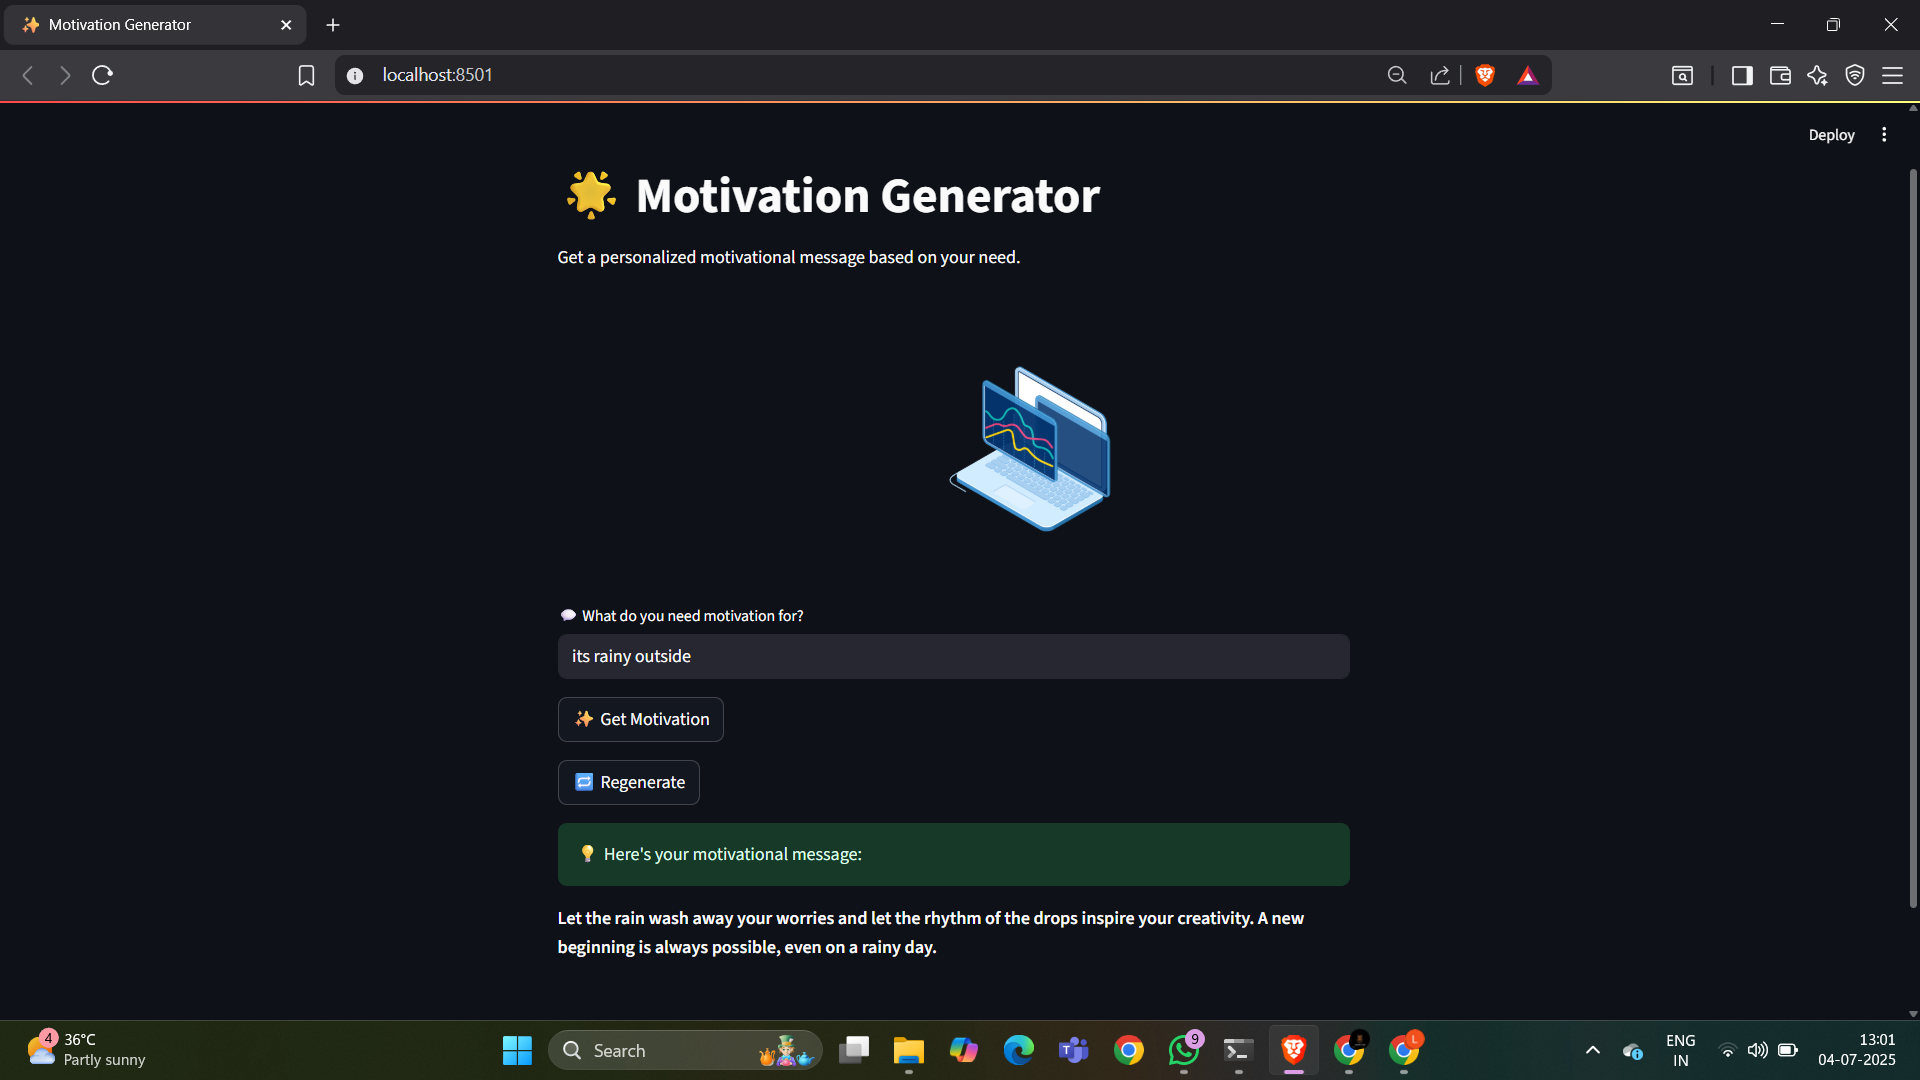 Motivation Generator
localhost:8501
Deploy
Motivation Generator
Get a personalized motivational message based on your need.
What do you need motivation for?
its rainy outside
Get Motivation
Regenerate
Here's your motivational message:
Let the rain wash away your worries and let the rhythm of the drops inspire your creativity. A new
beginning is always possible, even on a rainy day.
4
36°C
Partly sunny
Search
T
9
L
ENG
IN
13:01
04-07-2025